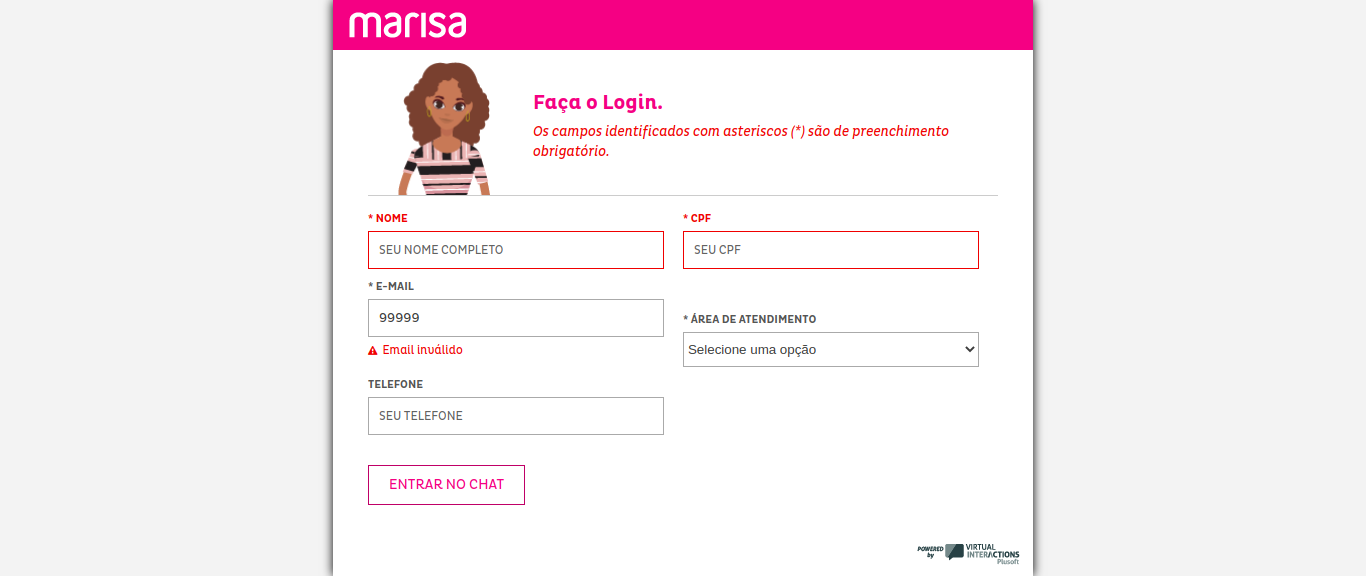 marisa
Faça o Login.
Os campos identificados com asteriscos (*) são de preenchimento
obrigatório.
* NOME
* CPF
SEU NOME COMPLETO
SEU CPF
* E-MAIL
99999
Email inválido
* ÁREA DE ATENDIMENTO
Selecione uma opção
TELEFONE
SEU TELEFONE
ENTRAR NO CHAT
POWERED
by
VIRTUAL
INTERACTIONS
Plusoft